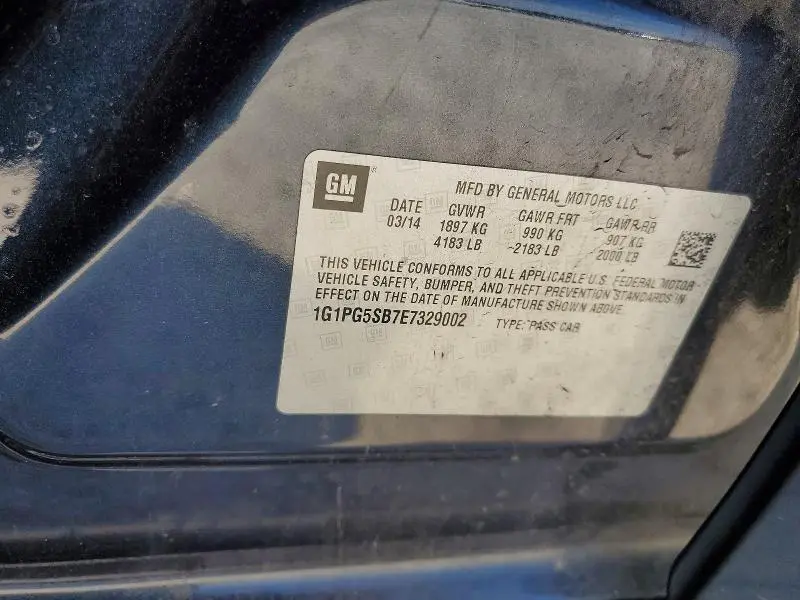 GM ®
MFD BY GENERAL MOTORS LLC
DATE GVWR GAWR FRT GAWR RR
03/14 1897 KG 990 KG 907 KG
4183 LB 2183 LB 2000 LB
THIS VEHICLE CONFORMS TO ALL APPLICABLE U.S. FEDERAL MOTOR
VEHICLE SAFETY, BUMPER, AND THEFT PREVENTION STANDARDS IN
EFFECT ON THE DATE OF MANUFACTURE SHOWN ABOVE.
1G1PG5SB7E7329002 TYPE: PASS CAR